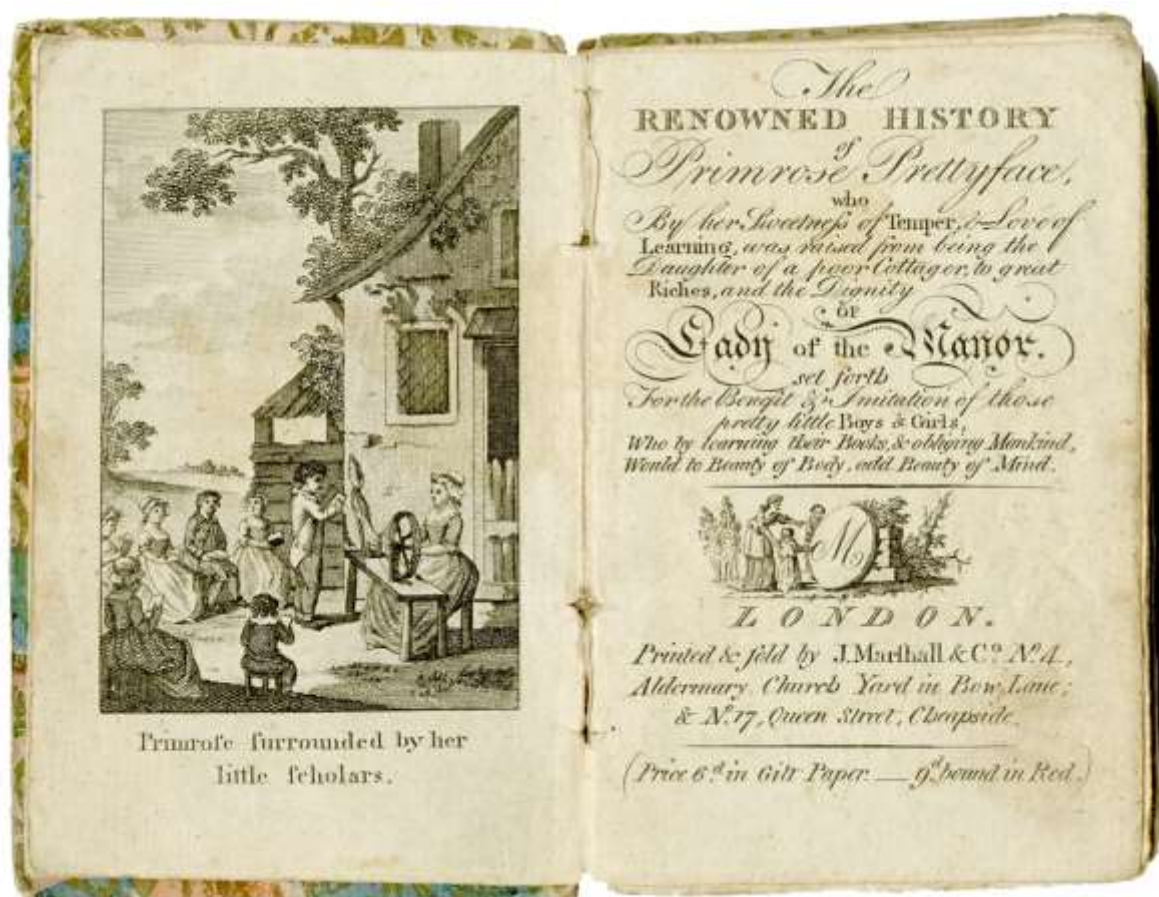 Primroſe ſurrounded by her
little ſcholars.
The
RENOWNED HISTORY
of
Primrose Prettyface,
who
By her Sweetneſs of Temper, & Love of
Learning, was raised from being the
Daughter of a poor Cottager, to great
Riches, and the Dignity
OF
Lady of the Manor.
set forth
For the Benefit & Imitation of those
pretty little Boys & Girls,
Who by learning their Books, & obliging Mankind,
Would to Beauty of Body, add Beauty of Mind.
M
LONDON.
Printed & ſold by J. Marſhall & Co. No. 4,
Aldermary Church Yard in Bow Lane;
& No. 17, Queen Street, Cheapside.
(Price 6d. in Gilt Paper — 9d. bound in Red.)